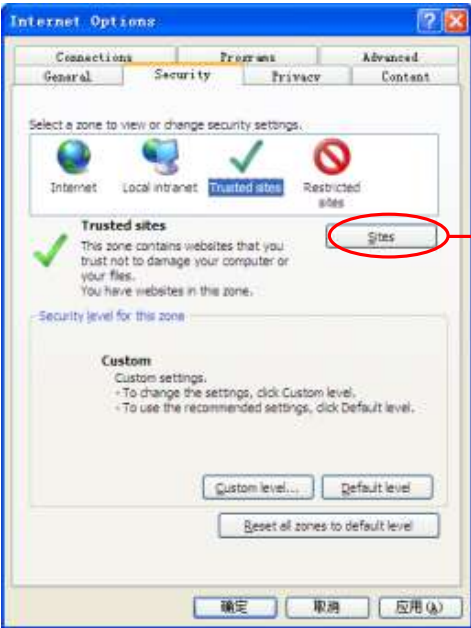 Internet Options
Connections Programs Advanced
General Security Privacy Content
Select a zone to view or change security settings.
Internet Local intranet Trusted sites Restricted
sites
Trusted sites
Sites
This zone contains websites that you
trust not to damage your computer or
your files.
You have websites in this zone.
Security level for this zone
Custom
Custom settings.
- To change the settings, click Custom level.
- To use the recommended settings, click Default level.
Custom level... Default level
Reset all zones to default level
确定 取消 应用(A)